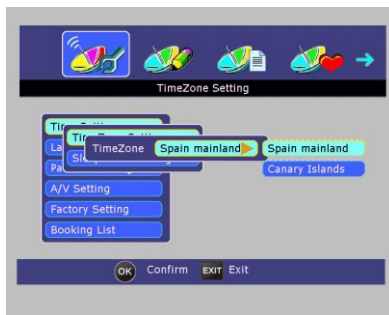 TimeZone Setting
TimeZone Spain mainland Spain mainland
Canary Islands
A/V Setting
Factory Setting
Booking List
OK Confirm EXIT Exit